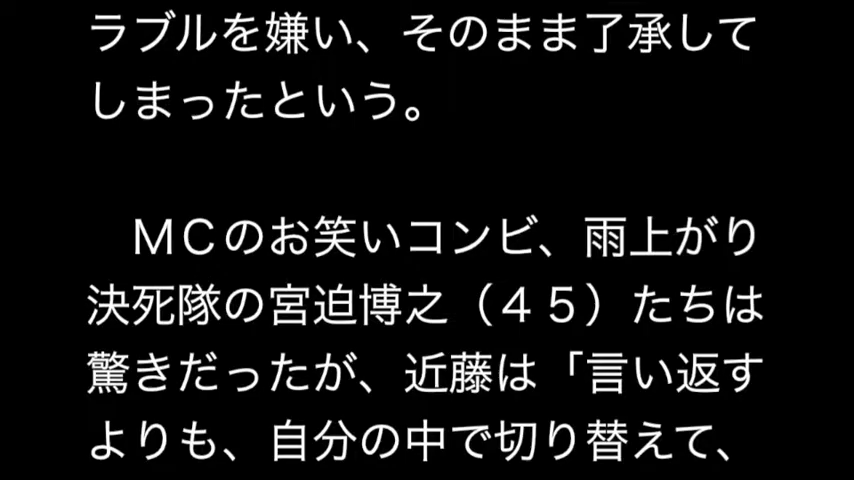 ラブルを嫌い、そのまま了承して
しまったという。
　ＭＣのお笑いコンビ、雨上がり
決死隊の宮迫博之（４５）たちは
驚きだったが、近藤は「言い返す
よりも、自分の中で切り替えて、